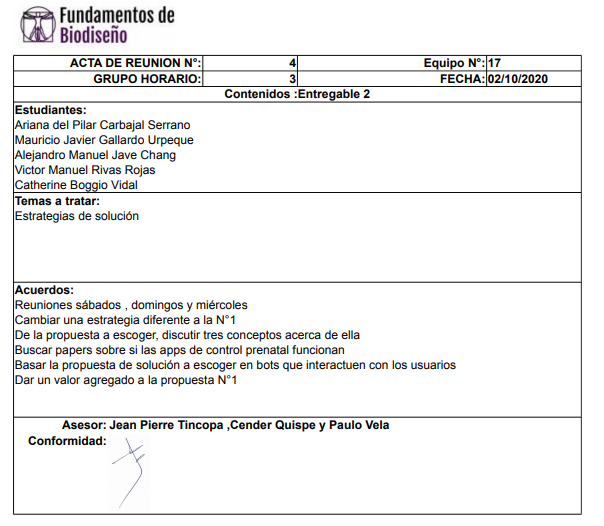 Fundamentos de
Biodiseño
ACTA DE REUNION N°: 4 Equipo N°: 17
GRUPO HORARIO: 3 FECHA: 02/10/2020
Contenidos :Entregable 2
Estudiantes:
Ariana del Pilar Carbajal Serrano
Mauricio Javier Gallardo Urpeque
Alejandro Manuel Jave Chang
Victor Manuel Rivas Rojas
Catherine Boggio Vidal
Temas a tratar:
Estrategias de solución
Acuerdos:
Reuniones sábados , domingos y miércoles
Cambiar una estrategia diferente a la N°1
De la propuesta a escoger, discutir tres conceptos acerca de ella
Buscar papers sobre si las apps de control prenatal funcionan
Basar la propuesta de solución a escoger en bots que interactuen con los usuarios
Dar un valor agregado a la propuesta N°1
Asesor: Jean Pierre Tincopa ,Cender Quispe y Paulo Vela
Conformidad: